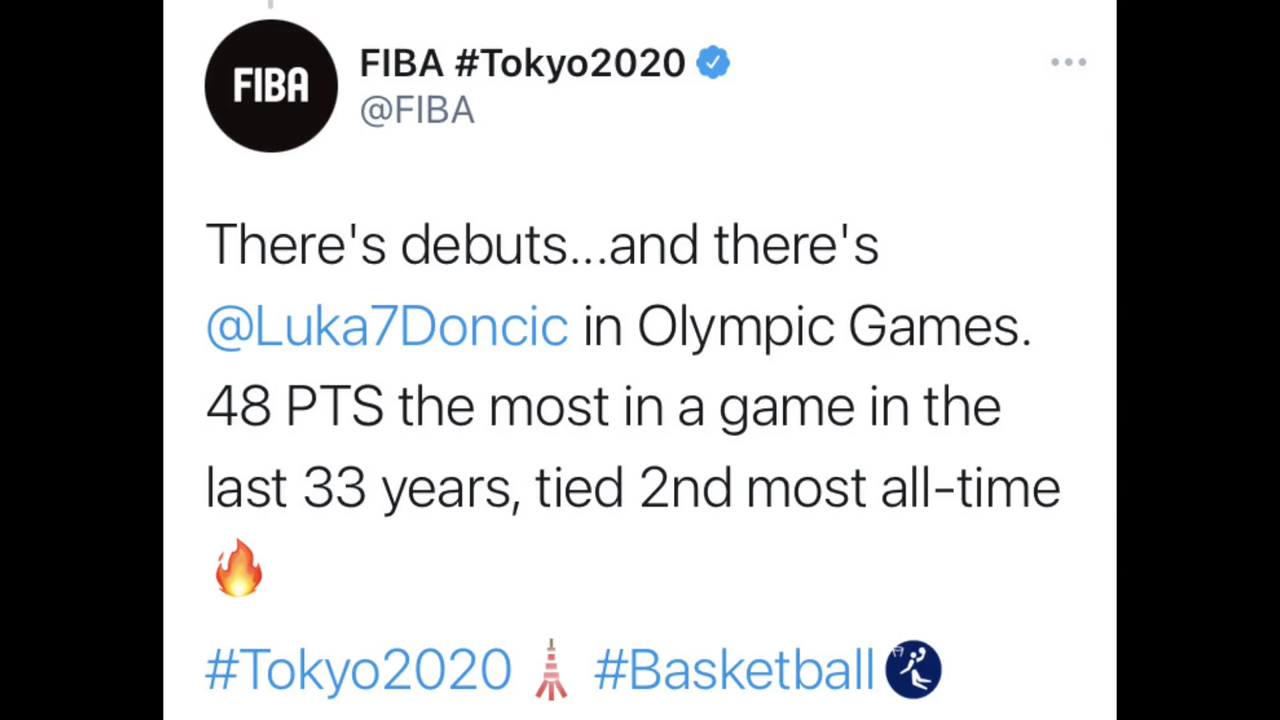 FIBA
FIBA #Tokyo2020
@FIBA
There's debuts...and there's
@Luka7Doncic in Olympic Games.
48 PTS the most in a game in the
last 33 years, tied 2nd most all-time
🔥
#Tokyo2020 🗼 #Basketball